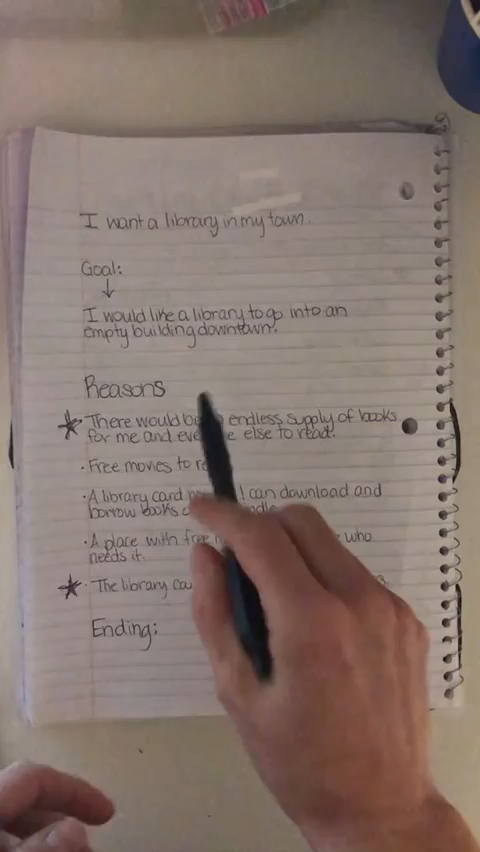 I want a library in my town.
Goal:
↓
I would like a library to go into an
empty building downtown.
Reasons
There would endless supply of books
for me and else to read.
· Free movies to
· A library card I can download and
borrow books
· A place with free who
needs it.
· The library
Ending: